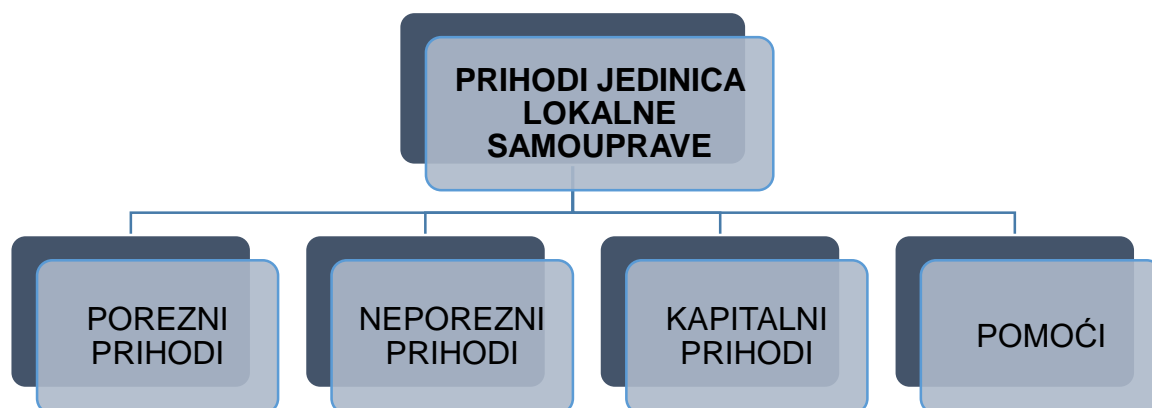 PRIHODI JEDINICA
LOKALNE
SAMOUPRAVE
POREZNI
PRIHODI
NEPOREZNI
PRIHODI
KAPITALNI
PRIHODI
POMOĆI